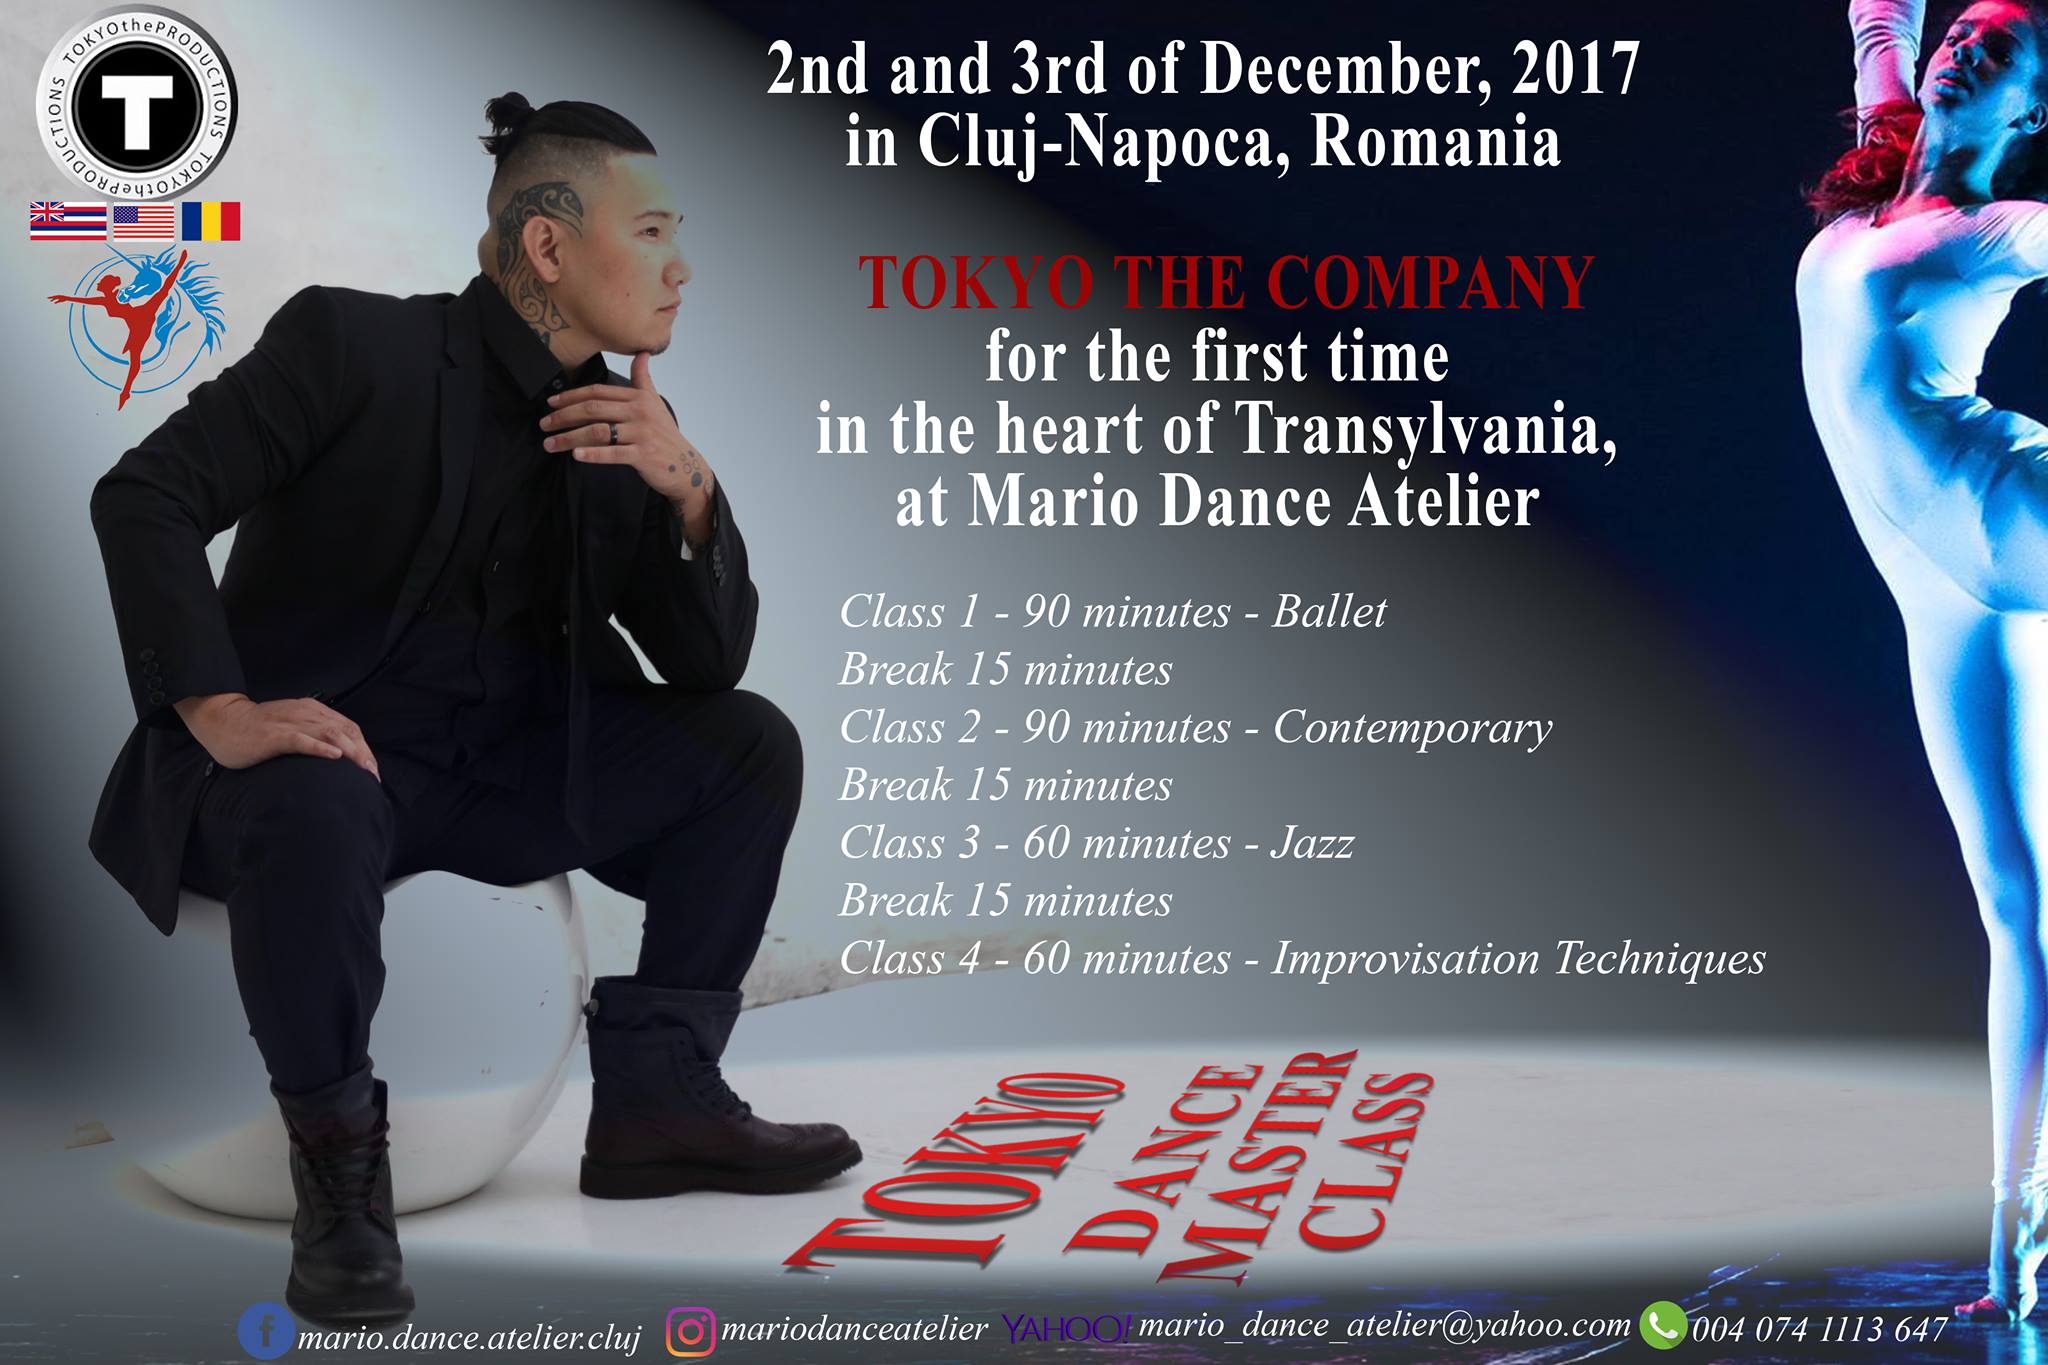 TOKYOthePRODUCTIONS TOKYOthePRODUCTIONS
T
2nd and 3rd of December, 2017
in Cluj-Napoca, Romania
TOKYO THE COMPANY
for the first time
in the heart of Transylvania,
at Mario Dance Atelier
Class 1 - 90 minutes - Ballet
Break 15 minutes
Class 2 - 90 minutes - Contemporary
Break 15 minutes
Class 3 - 60 minutes - Jazz
Break 15 minutes
Class 4 - 60 minutes - Improvisation Techniques
TOKYO
DANCE
MASTER
CLASS
f mario.dance.atelier.cluj mariodanceatelier YAHOO! mario_dance_atelier@yahoo.com 004 074 1113 647